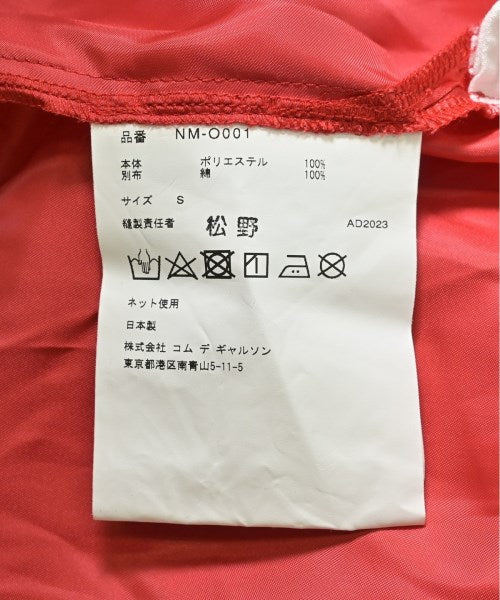 品番 NM-O001
本体 ポリエステル 100%
別布 綿 100%
サイズ S
縫製責任者 松野 AD2023
ネット使用
日本製
株式会社 コム デ ギャルソン
東京都港区南青山5-11-5